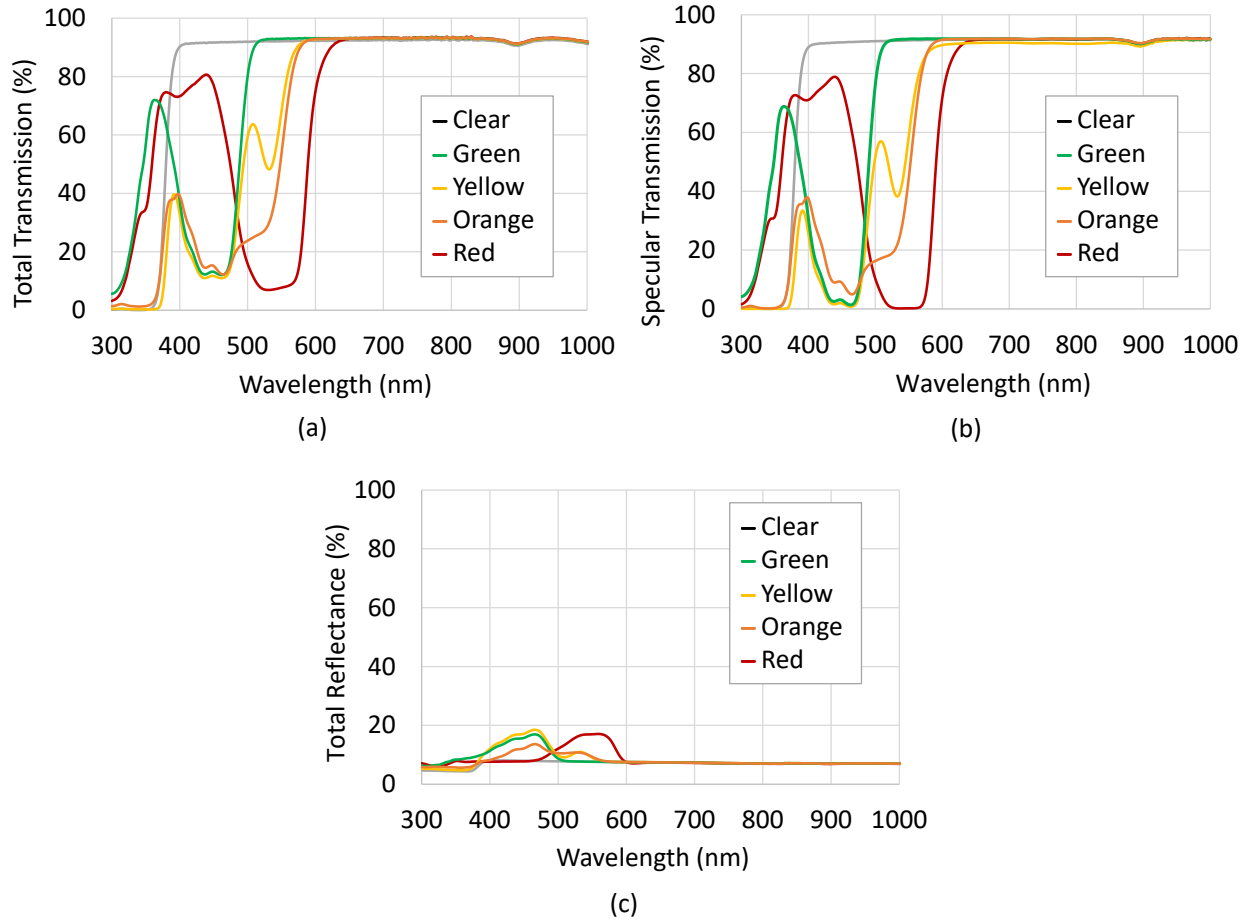 100
80
60
40
20
0
Total Transmission (%)
Clear
Green
Yellow
Orange
Red
300 400 500 600 700 800 900 1000
Wavelength (nm)
(a)
100
80
60
40
20
0
Specular Transmission (%)
Clear
Green
Yellow
Orange
Red
300 400 500 600 700 800 900 1000
Wavelength (nm)
(b)
100
80
60
40
20
0
Total Reflectance (%)
Clear
Green
Yellow
Orange
Red
300 400 500 600 700 800 900 1000
Wavelength (nm)
(c)